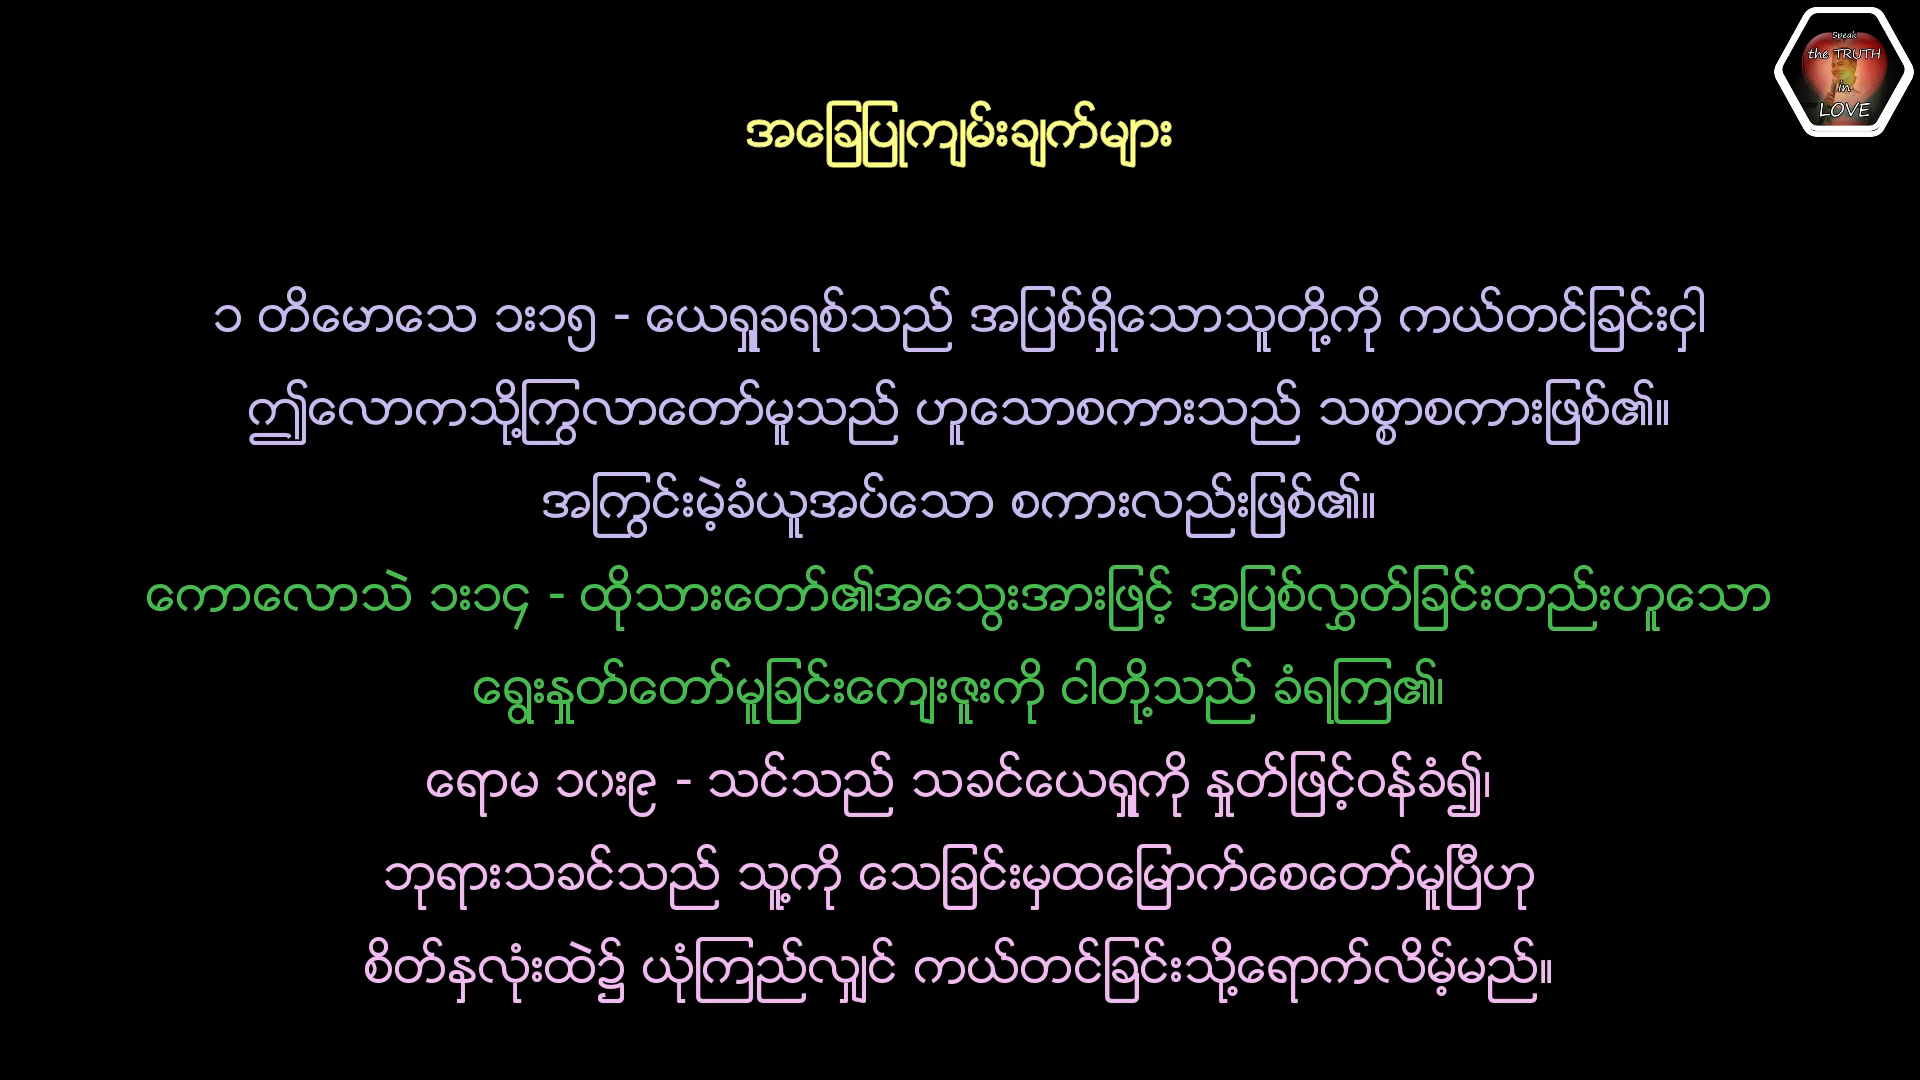 Speak
the TRUTH
in
LOVE
အခြေပြုကျမ်းချက်များ
၁ တိမောသေ ၁း၁၅ - ယေရှုခရစ်သည် အပြစ်ရှိသောသူတို့ကို ကယ်တင်ခြင်းငှါ
ဤလောကသို့ကြွလာတော်မူသည် ဟူသောစကားသည် သစ္စာစကားဖြစ်၏။
အကြွင်းမဲ့ခံယူအပ်သော စကားလည်းဖြစ်၏။
ကောလောသဲ ၁း၁၄ - ထိုသားတော်၏အသွေးအားဖြင့် အပြစ်လွှတ်ခြင်းတည်းဟူသော
ရွေးနှုတ်တော်မူခြင်းကျေးဇူးကို ငါတို့သည် ခံရကြ၏၊
ရောမ ၁၀း၉ - သင်သည် သခင်ယေရှုကို နှုတ်ဖြင့်ဝန်ခံ၍၊
ဘုရားသခင်သည် သူ့ကို သေခြင်းမှထမြောက်စေတော်မူပြီဟု
စိတ်နှလုံးထဲ၌ ယုံကြည်လျှင် ကယ်တင်ခြင်းသို့ရောက်လိမ့်မည်။